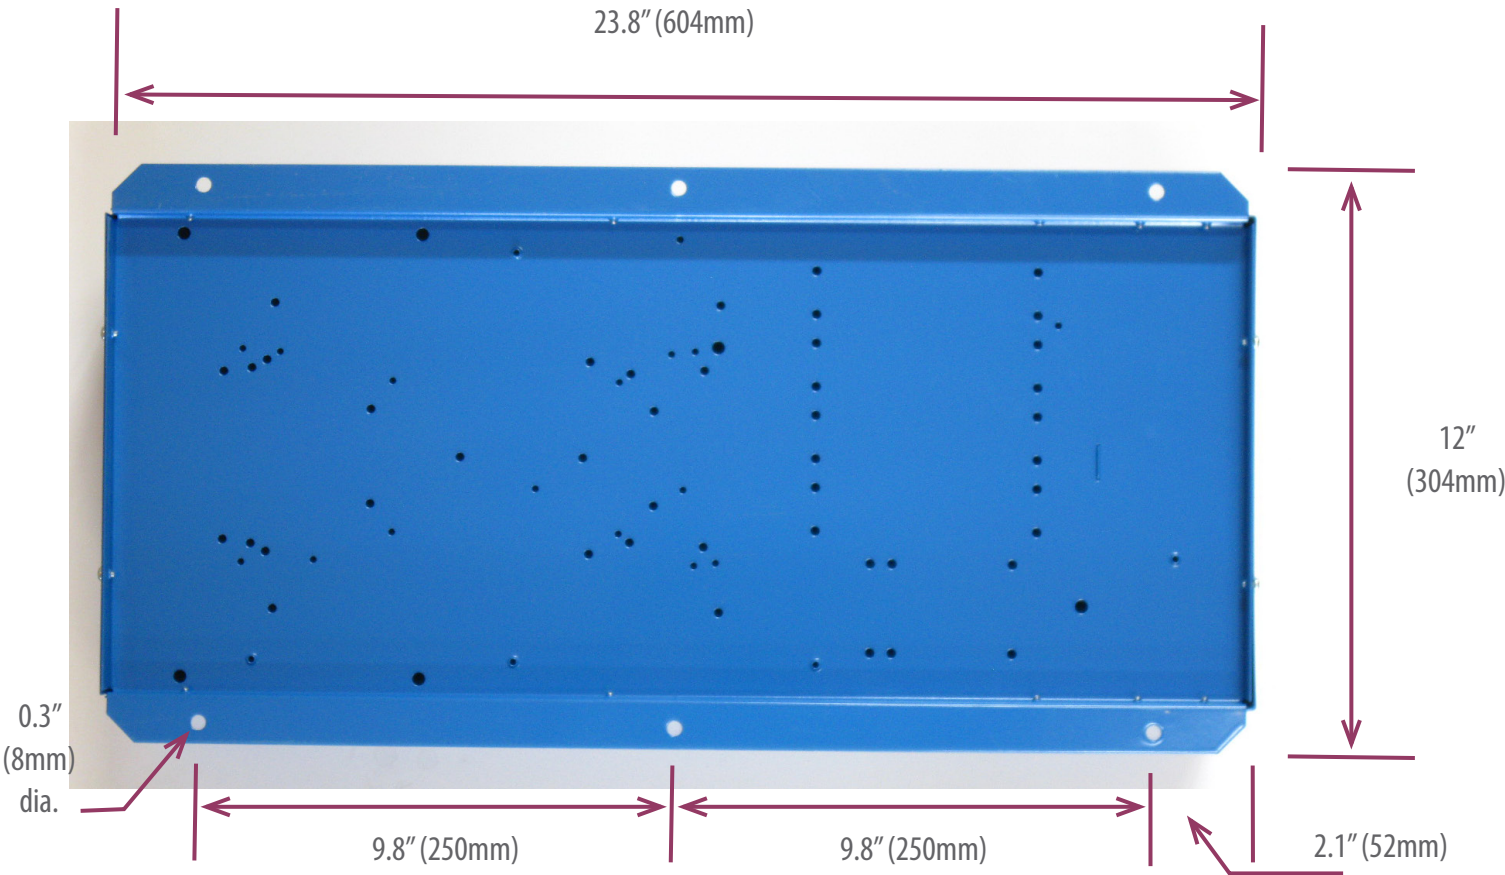 23.8” (604mm)
12”
(304mm)
0.3”
(8mm)
dia.
9.8” (250mm)
9.8” (250mm)
2.1” (52mm)